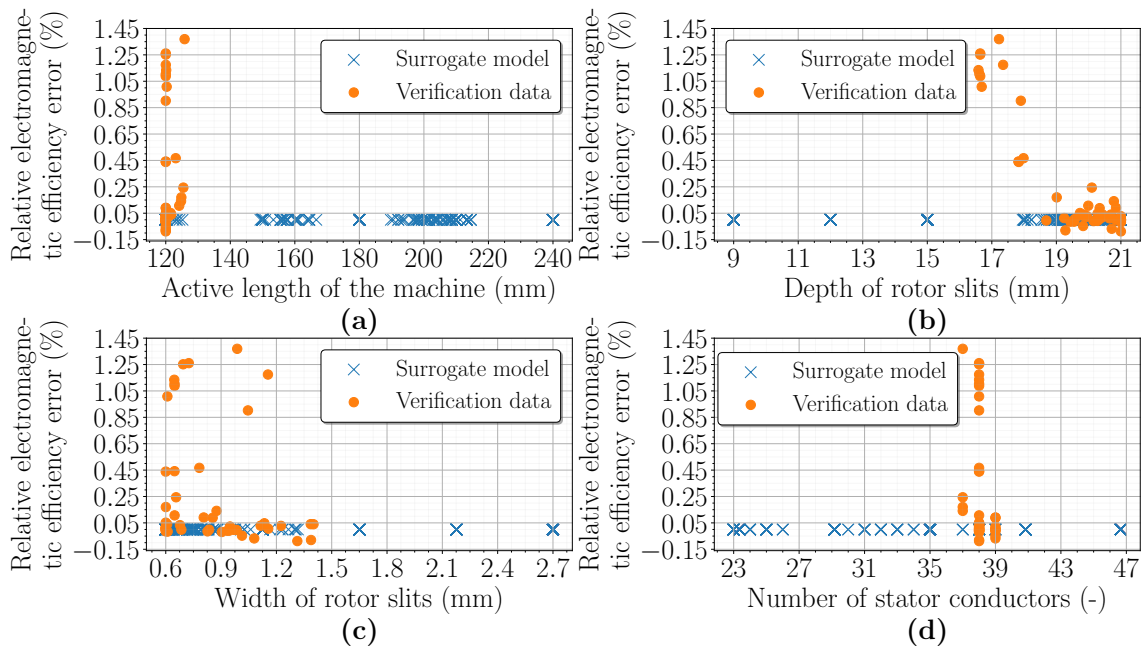 Relative electromagne-
tic efficiency error (%)
1.45
1.25
1.05
0.85
0.65
0.45
0.25
0.05
−0.15
Surrogate model
Verification data
120 140 160 180 200 220 240
Active length of the machine (mm)
(a)
Relative electromagne-
tic efficiency error (%)
1.45
1.25
1.05
0.85
0.65
0.45
0.25
0.05
−0.15
Surrogate model
Verification data
9 11 13 15 17 19 21
Depth of rotor slits (mm)
(b)
Relative electromagne-
tic efficiency error (%)
1.45
1.25
1.05
0.85
0.65
0.45
0.25
0.05
−0.15
Surrogate model
Verification data
0.6 0.9 1.2 1.5 1.8 2.1 2.4 2.7
Width of rotor slits (mm)
(c)
Relative electromagne-
tic efficiency error (%)
1.45
1.25
1.05
0.85
0.65
0.45
0.25
0.05
−0.15
Surrogate model
Verification data
23 27 31 35 39 43 47
Number of stator conductors (-)
(d)